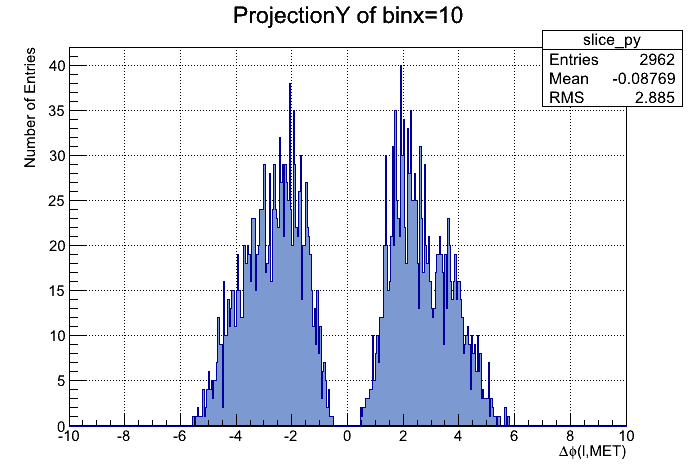 ProjectionY of binx=10
slice_py
Entries 2962
Mean -0.08769
RMS 2.885
Number of Entries
40
35
30
25
20
15
10
5
0
-10 -8 -6 -4 -2 0 2 4 6 8 10
Δϕ(l,MET)